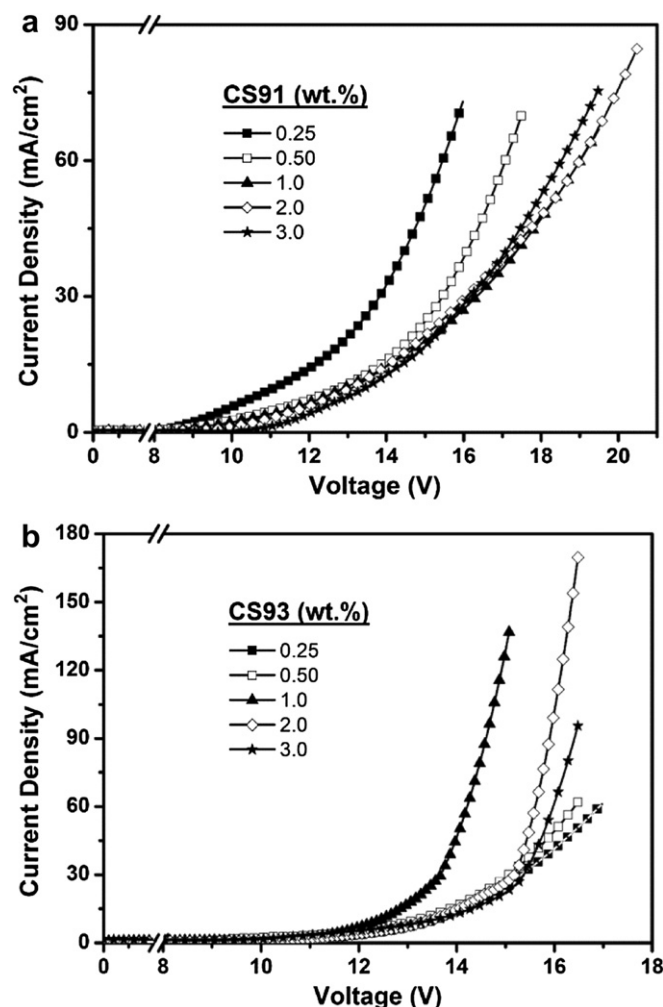 a
90
60
30
0
Current Density (mA/cm²)
CS91 (wt.%)
0.25
0.50
1.0
2.0
3.0
0 8 10 12 14 16 18 20
Voltage (V)
b
180
150
120
90
60
30
0
Current Density (mA/cm²)
CS93 (wt.%)
0.25
0.50
1.0
2.0
3.0
0 8 10 12 14 16 18
Voltage (V)